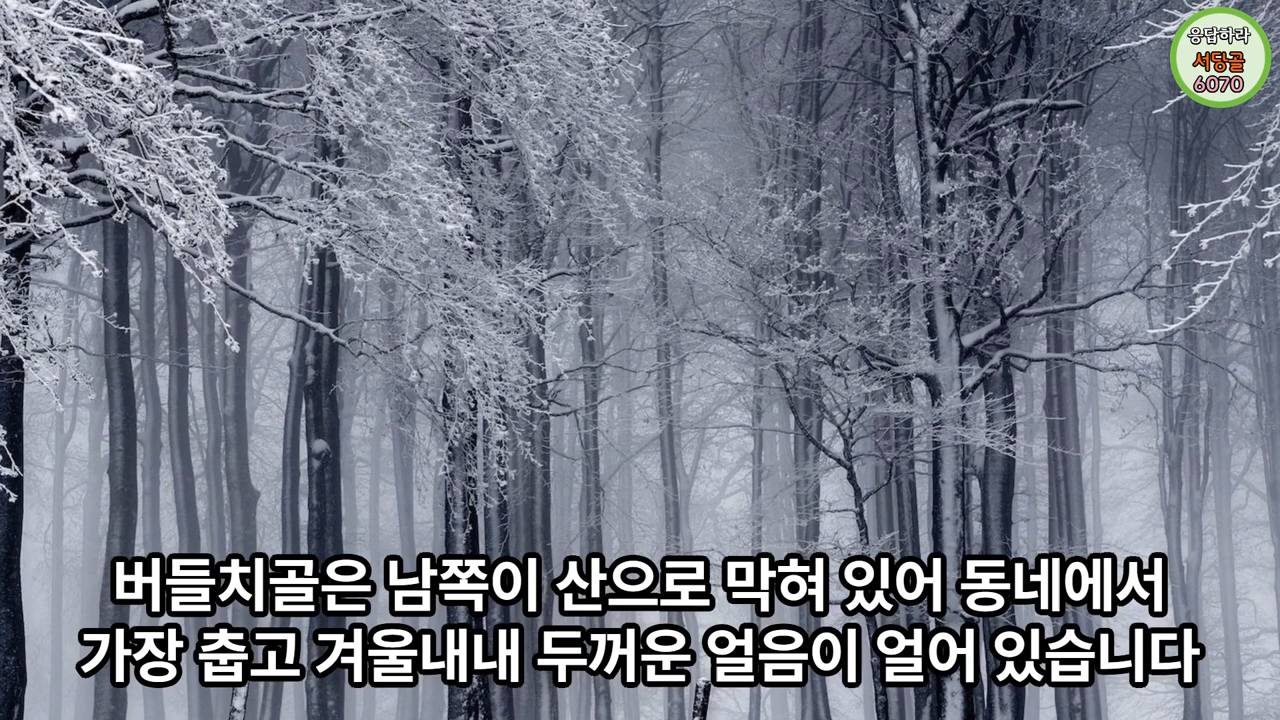 응답하라
서당골
6070
버들치골은 남쪽이 산으로 막혀 있어 동네에서
가장 춥고 겨울내내 두꺼운 얼음이 얼어 있습니다